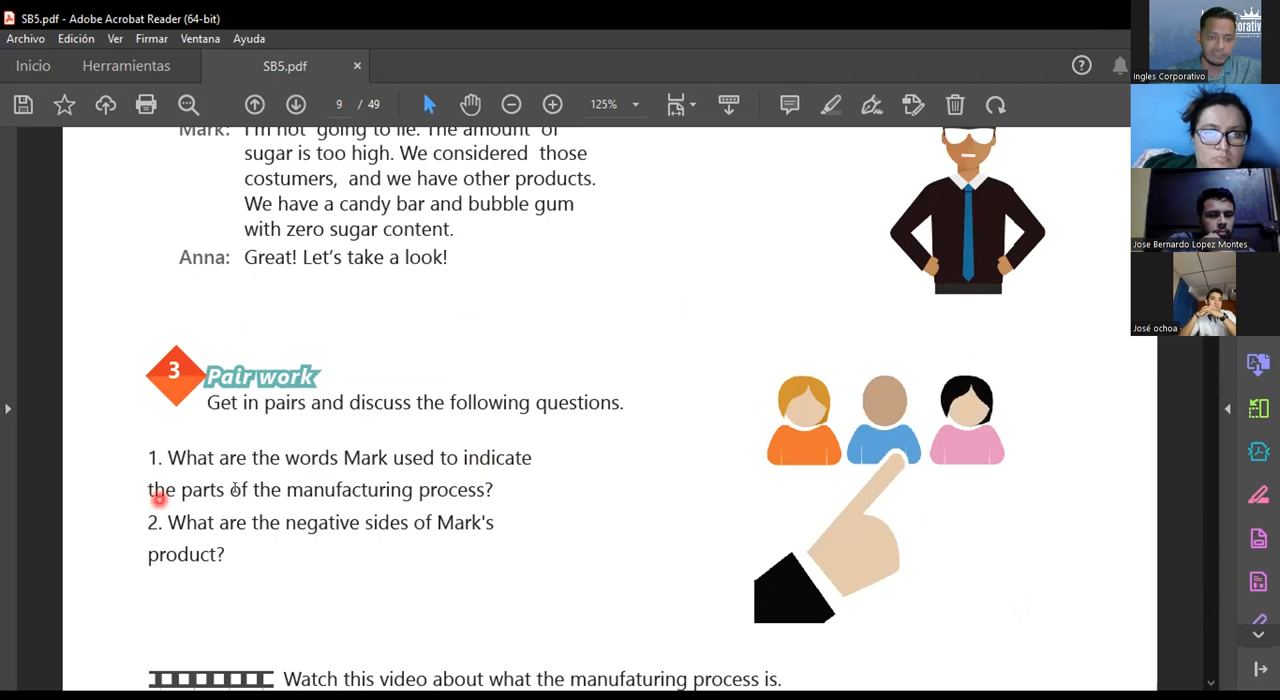 SB5.pdf - Adobe Acrobat Reader (64-bit)
Archivo Edición Ver Firmar Ventana Ayuda
Inicio Herramientas SB5.pdf ×
9 / 49 125%
Mark: I'm not going to lie. The amount of
sugar is too high. We considered those
costumers, and we have other products.
We have a candy bar and bubble gum
with zero sugar content.
Anna: Great! Let's take a look!
3 Pair work
Get in pairs and discuss the following questions.
1. What are the words Mark used to indicate
the parts of the manufacturing process?
2. What are the negative sides of Mark's
product?
Watch this video about what the manufaturing process is.
Ingles Corporativo
Jose Bernardo Lopez Montes
José ochoa